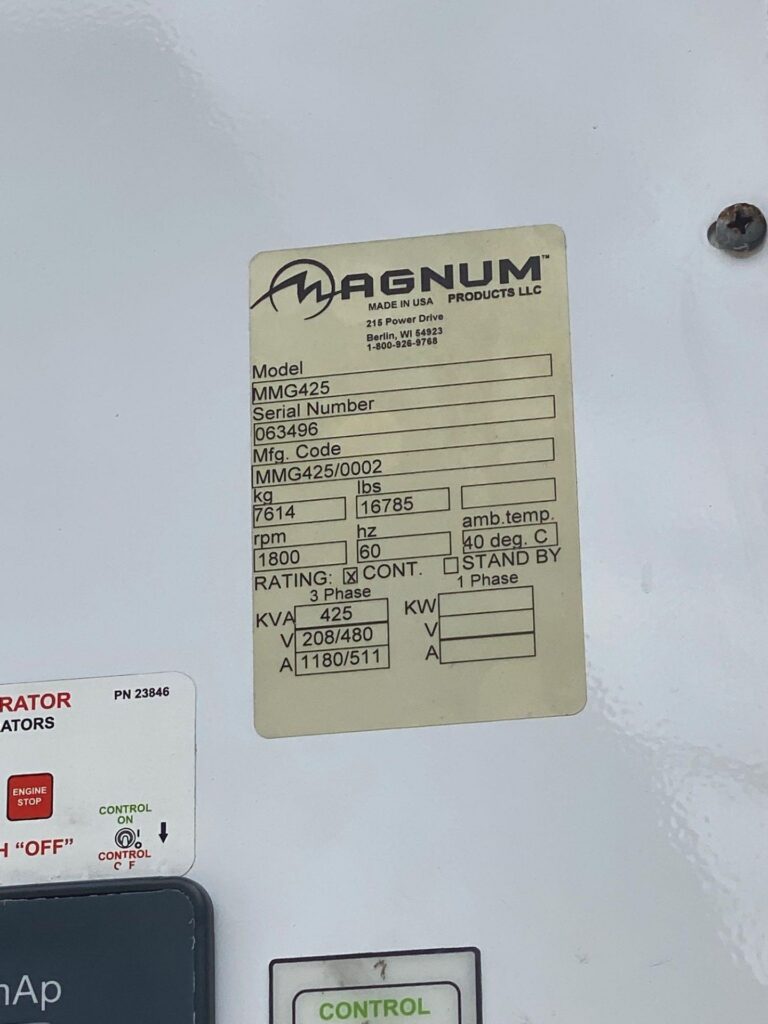 MAGNUM™
MADE IN USA PRODUCTS LLC
215 Power Drive
Berlin, WI 54923
1-800-926-9768
Model
MMG425
Serial Number
063496
Mfg. Code
MMG425/0002
kg lbs
7614 16785
rpm hz amb.temp.
1800 60 40 deg. C
RATING: X CONT. STAND BY
3 Phase 1 Phase
KVA 425 KW
V 208/480 V
A 1180/511 A
RATOR PN 23846
ATORS
ENGINE
STOP
CONTROL
ON
H "OFF"
CONTROL
nAp
CONTROL